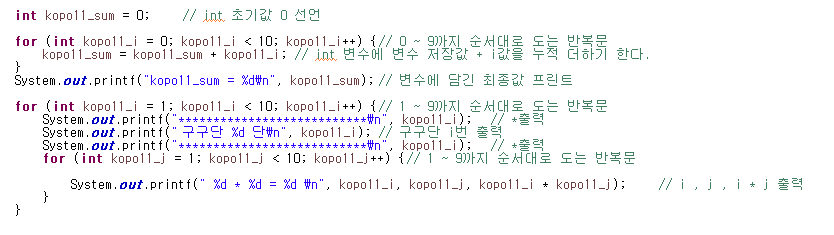 int kopo11_sum = 0;    // int 초기값 0 선언
for (int kopo11_i = 0; kopo11_i < 10; kopo11_i++) {// 0 ~ 9까지 순서대로 도는 반복문
kopo11_sum = kopo11_sum + kopo11_i; // int 변수에 변수 저장값 + i값을 누적 더하기 한다.
}
System.out.printf("kopo11_sum = %d\n", kopo11_sum); // 변수에 담긴 최종값 프린트
for (int kopo11_i = 1; kopo11_i < 10; kopo11_i++) {// 1 ~ 9까지 순서대로 도는 반복문
System.out.printf("***************************\n", kopo11_i);  // *출력
System.out.printf(" 구구단 %d 단\n", kopo11_i); // 구구단 i번 출력
System.out.printf("***************************\n", kopo11_i);  // *출력
for (int kopo11_j = 1; kopo11_j < 10; kopo11_j++) {// 1 ~ 9까지 순서대로 도는 반복문
System.out.printf(" %d * %d = %d \n", kopo11_i, kopo11_j, kopo11_i * kopo11_j);    // i , j , i * j 출력
}
}